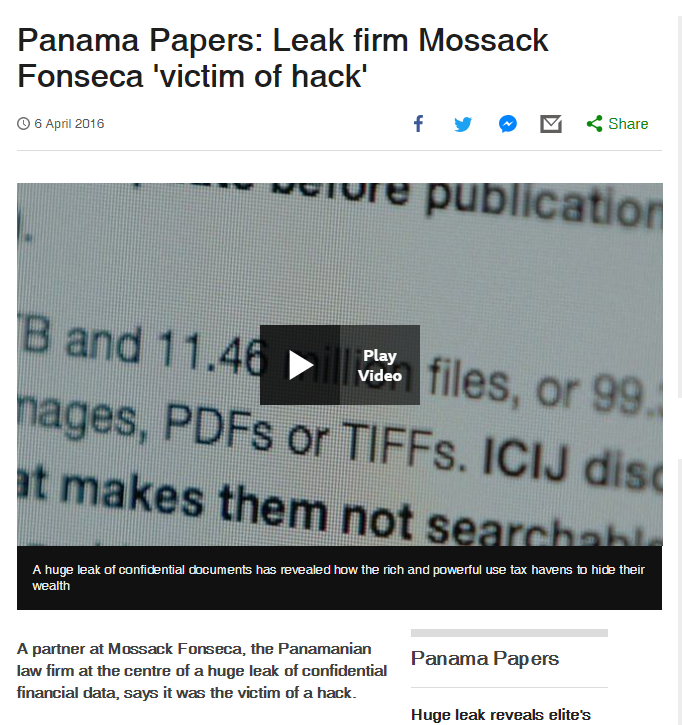 Panama Papers: Leak firm Mossack
Fonseca 'victim of hack'
6 April 2016
Share
before publication
B and 11.46 million files, or 99.
mages, PDFs or TIFFs. ICIJ disc
at makes them not searchable
Play
Video
A huge leak of confidential documents has revealed how the rich and powerful use tax havens to hide their
wealth
A partner at Mossack Fonseca, the Panamanian
law firm at the centre of a huge leak of confidential
financial data, says it was the victim of a hack.
Panama Papers
Huge leak reveals elite's